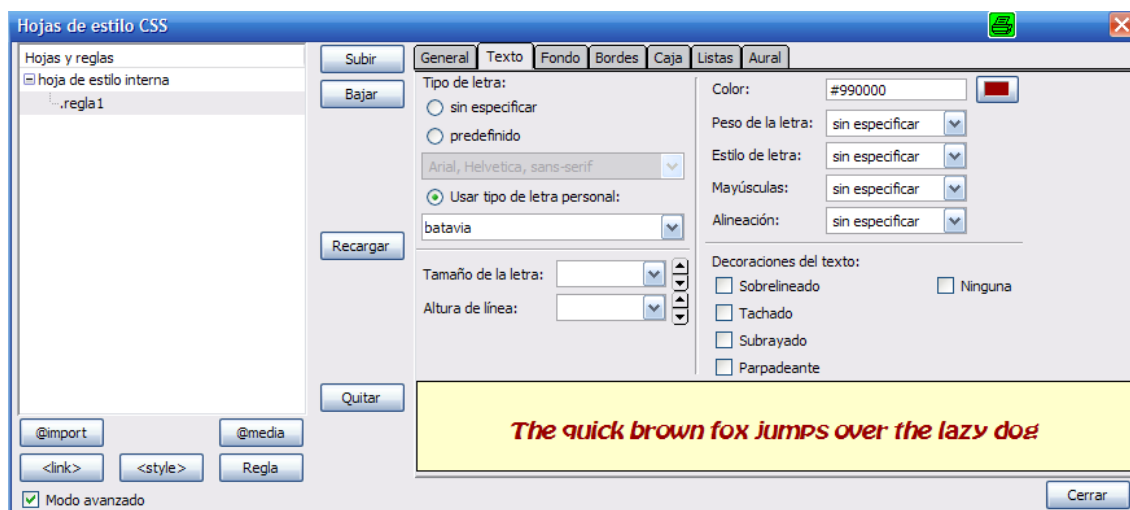 Hojas de estilo CSS
Hojas y reglas
hoja de estilo interna
.regla1
Subir
Bajar
Recargar
Quitar
@import
@media
<link>
<style>
Regla
Modo avanzado
General Texto Fondo Bordes Caja Listas Aural
Tipo de letra:
sin especificar
predefinido
Arial, Helvetica, sans-serif
Usar tipo de letra personal:
batavia
Tamaño de la letra:
Altura de línea:
Color: #990000
Peso de la letra: sin especificar
Estilo de letra: sin especificar
Mayúsculas: sin especificar
Alineación: sin especificar
Decoraciones del texto:
Sobrelineado Ninguna
Tachado
Subrayado
Parpadeante
The quick brown fox jumps over the lazy dog
Cerrar